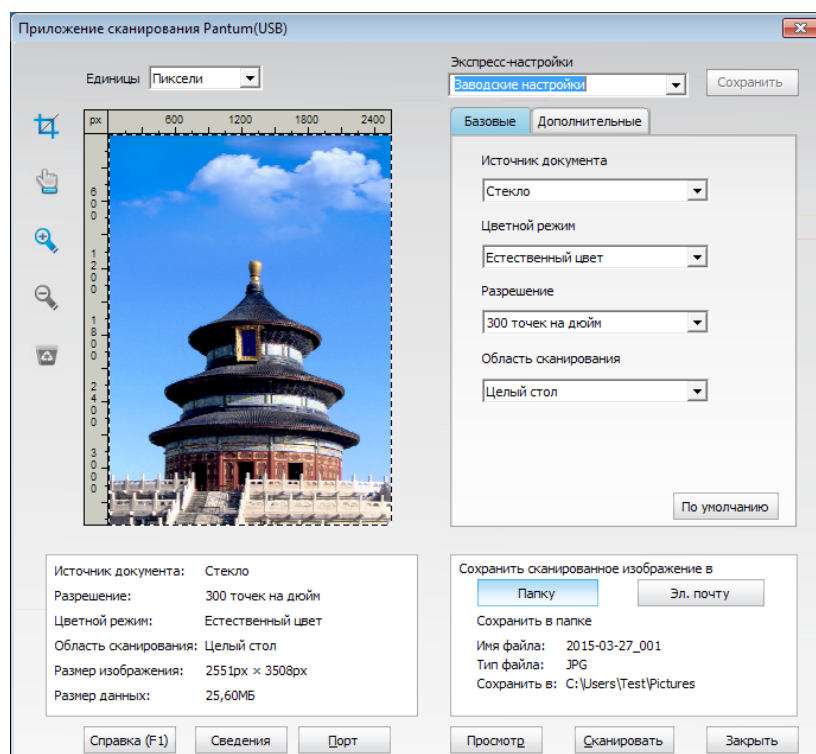 Приложение сканирования Pantum(USB)
Единицы Пиксели
Экспресс-настройки
Заводские настройки
Сохранить
px 600 1200 1800 2400
600
1200
1800
2400
3000
Базовые Дополнительные
Источник документа
Стекло
Цветной режим
Естественный цвет
Разрешение
300 точек на дюйм
Область сканирования
Целый стол
По умолчанию
Источник документа: Стекло
Разрешение: 300 точек на дюйм
Цветной режим: Естественный цвет
Область сканирования: Целый стол
Размер изображения: 2551px × 3508px
Размер данных: 25,60МБ
Сохранить сканированное изображение в
Папку Эл. почту
Сохранить в папке
Имя файла: 2015-03-27_001
Тип файла: JPG
Сохранить в: C:\Users\Test\Pictures
Справка (F1) Сведения Порт Просмотр Сканировать Закрыть